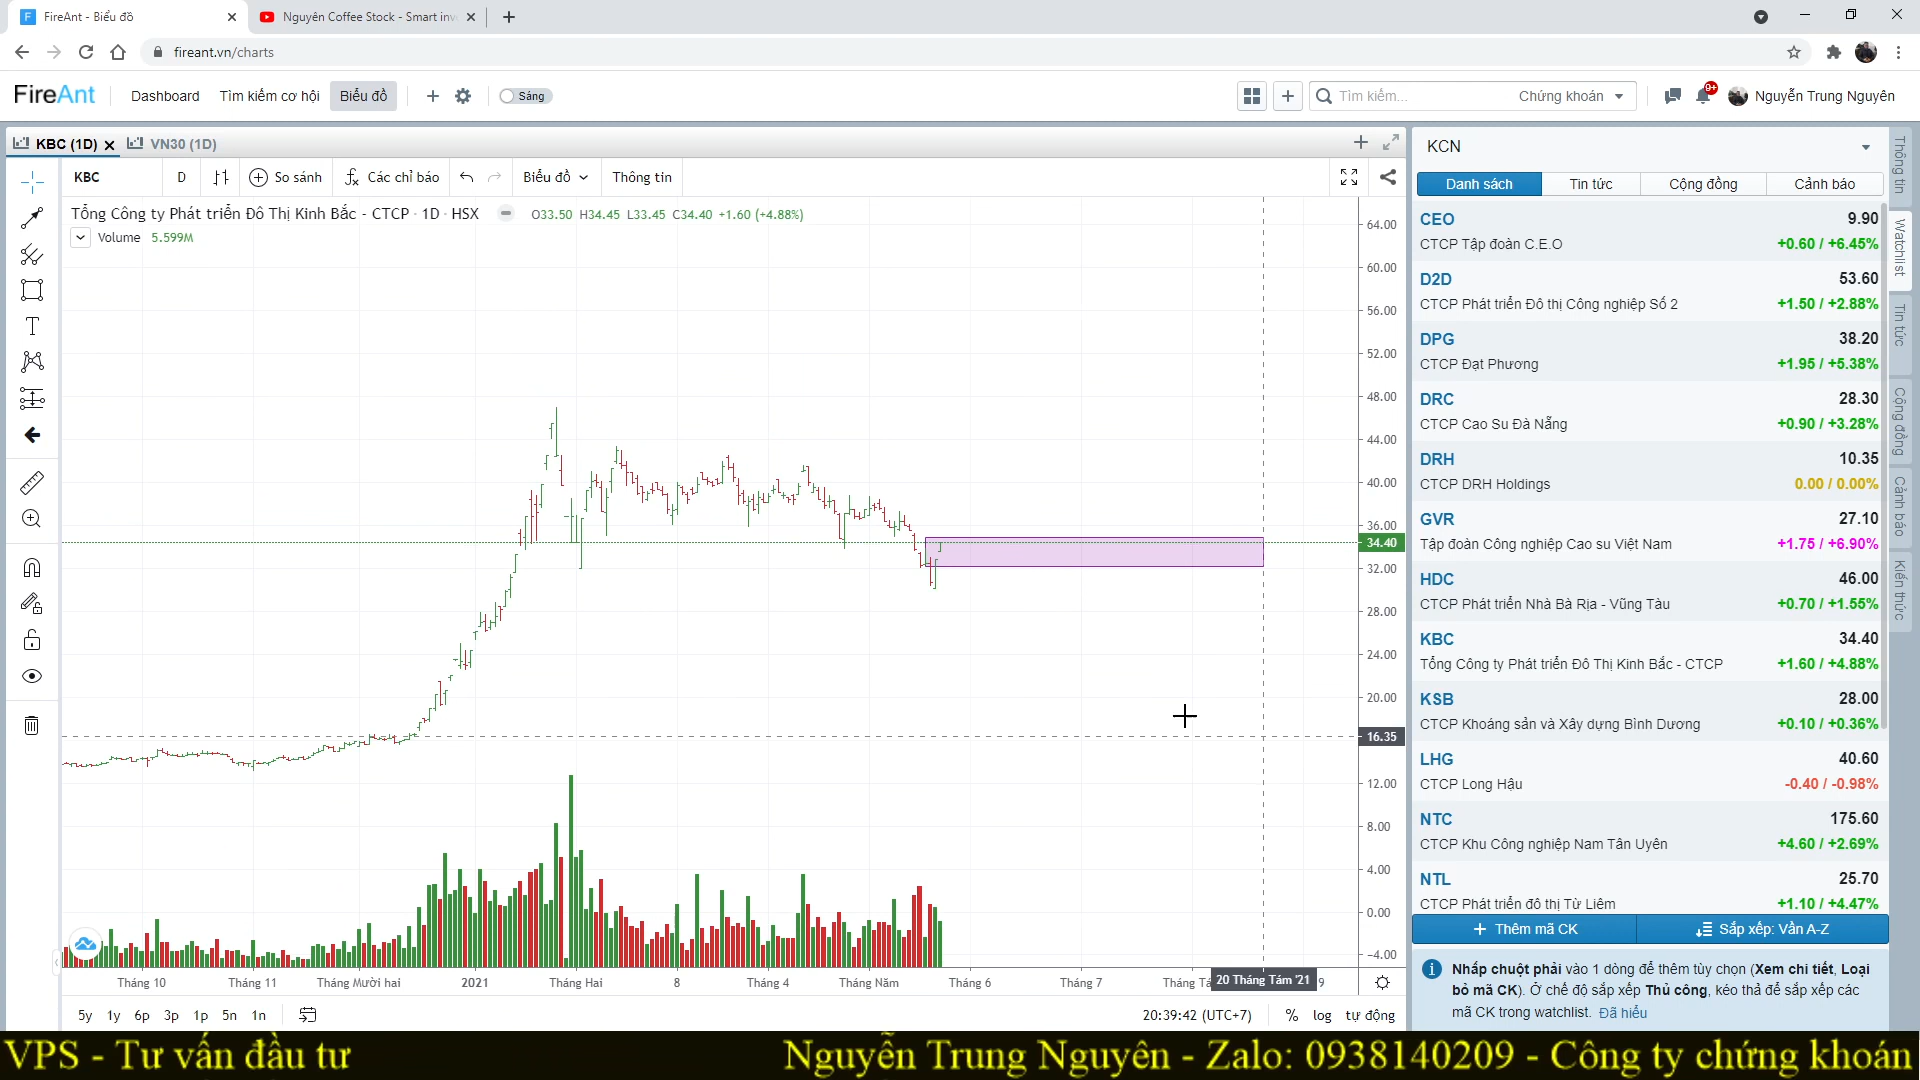 FireAnt - Biểu đồ
Nguyên Coffee Stock - Smart inv
fireant.vn/charts
FireAnt
Dashboard
Tìm kiếm cơ hội
Biểu đồ
Sáng
Tìm kiếm...
Chứng khoán
9+
Nguyễn Trung Nguyên
KBC (1D)
VN30 (1D)
KBC
D
So sánh
Các chỉ báo
Biểu đồ
Thông tin
Tổng Công ty Phát triển Đô Thị Kinh Bắc - CTCP · 1D · HSX
O33.50 H34.45 L33.45 C34.40 +1.60 (+4.88%)
Volume 5.599M
64.00
60.00
56.00
52.00
48.00
44.00
40.00
36.00
34.40
32.00
28.00
24.00
20.00
16.35
12.00
8.00
4.00
0.00
-4.00
Tháng 10
Tháng 11
Tháng Mười hai
2021
Tháng Hai
8
Tháng 4
Tháng Năm
Tháng 6
Tháng 7
Tháng Tá
20 Tháng Tám '21
9
5y 1y 6p 3p 1p 5n 1n
20:39:42 (UTC+7)
% log tự động
KCN
Danh sách
Tin tức
Cộng đồng
Cảnh báo
CEO 9.90
CTCP Tập đoàn C.E.O +0.60 / +6.45%
D2D 53.60
CTCP Phát triển Đô thị Công nghiệp Số 2 +1.50 / +2.88%
DPG 38.20
CTCP Đạt Phương +1.95 / +5.38%
DRC 28.30
CTCP Cao Su Đà Nẵng +0.90 / +3.28%
DRH 10.35
CTCP DRH Holdings 0.00 / 0.00%
GVR 27.10
Tập đoàn Công nghiệp Cao su Việt Nam +1.75 / +6.90%
HDC 46.00
CTCP Phát triển Nhà Bà Rịa - Vũng Tàu +0.70 / +1.55%
KBC 34.40
Tổng Công ty Phát triển Đô Thị Kinh Bắc - CTCP +1.60 / +4.88%
KSB 28.00
CTCP Khoáng sản và Xây dựng Bình Dương +0.10 / +0.36%
LHG 40.60
CTCP Long Hậu -0.40 / -0.98%
NTC 175.60
CTCP Khu Công nghiệp Nam Tân Uyên +4.60 / +2.69%
NTL 25.70
CTCP Phát triển đô thị Từ Liêm +1.10 / +4.47%
Thêm mã CK
Sắp xếp: Vần A-Z
Nhấp chuột phải vào 1 dòng để thêm tùy chọn (Xem chi tiết, Loại
bỏ mã CK). Ở chế độ sắp xếp Thủ công, kéo thả để sắp xếp các
mã CK trong watchlist. Đã hiểu
Thông tin
Watchlist
Tin tức
Cộng đồng
Cảnh báo
Kiến thức
VPS - Tư vấn đầu tư
Nguyễn Trung Nguyên - Zalo: 0938140209 - Công ty chứng khoán